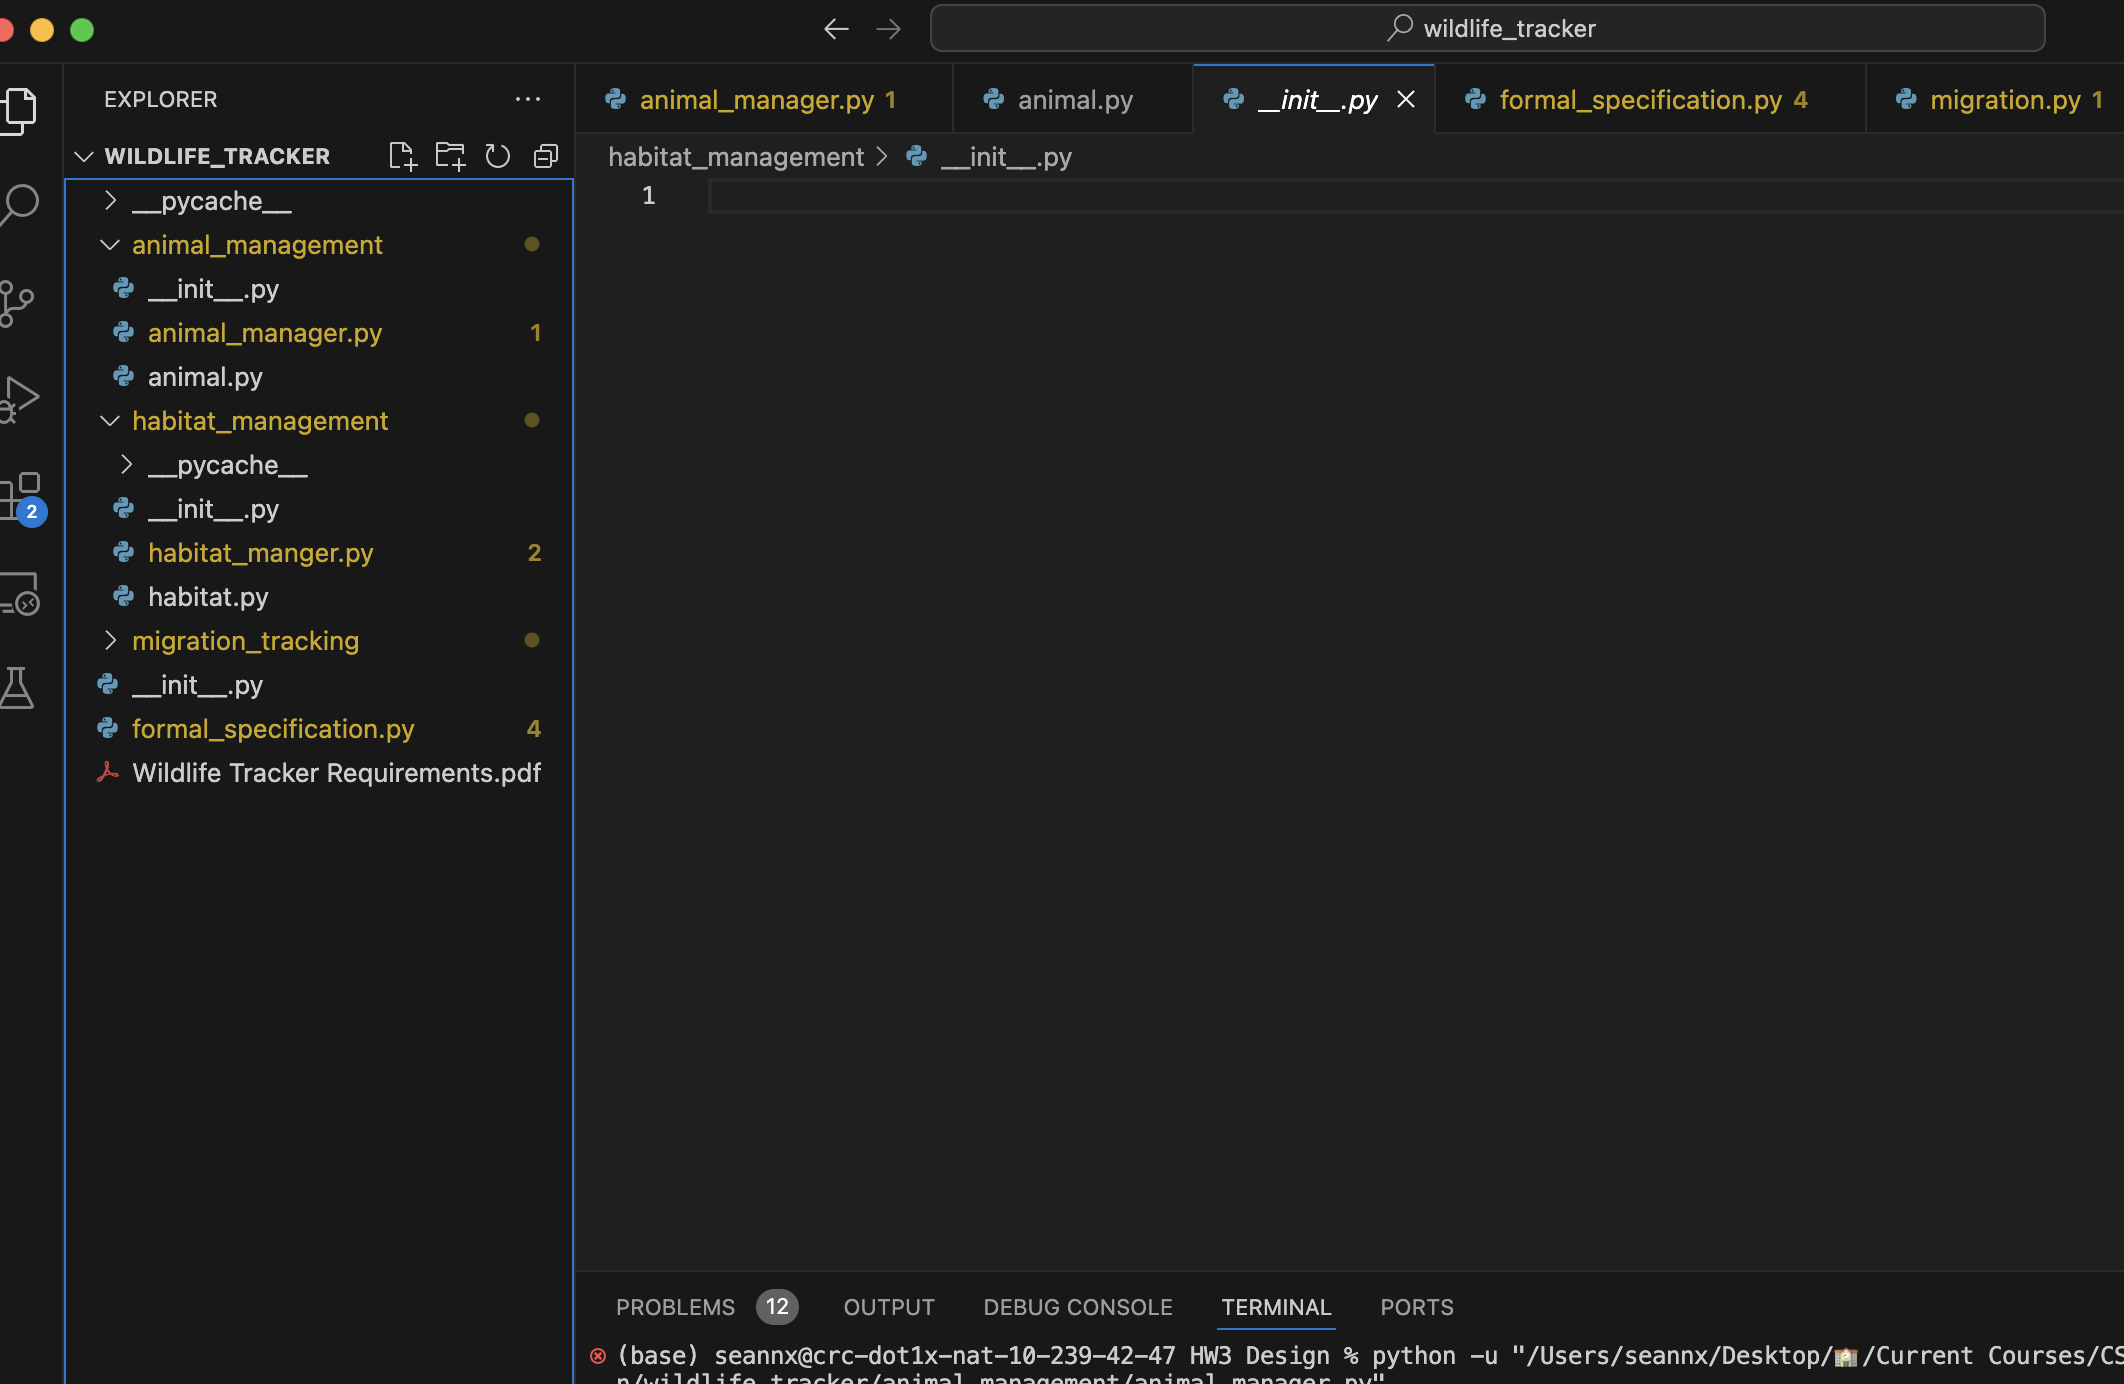 wildlife_tracker
EXPLORER
WILDLIFE_TRACKER
__pycache__
animal_management
__init__.py
animal_manager.py 1
animal.py
habitat_management
__pycache__
__init__.py
habitat_manger.py 2
habitat.py
migration_tracking
__init__.py
formal_specification.py 4
Wildlife Tracker Requirements.pdf
2
animal_manager.py 1
animal.py
__init__.py
formal_specification.py 4
migration.py 1
habitat_management > __init__.py
1
PROBLEMS 12 OUTPUT DEBUG CONSOLE TERMINAL PORTS
(base) seannx@crc-dot1x-nat-10-239-42-47 HW3 Design % python -u "/Users/seannx/Desktop/🏫/Current Courses/CS
n/wildlife_tracker/animal_management/animal_manager.py"